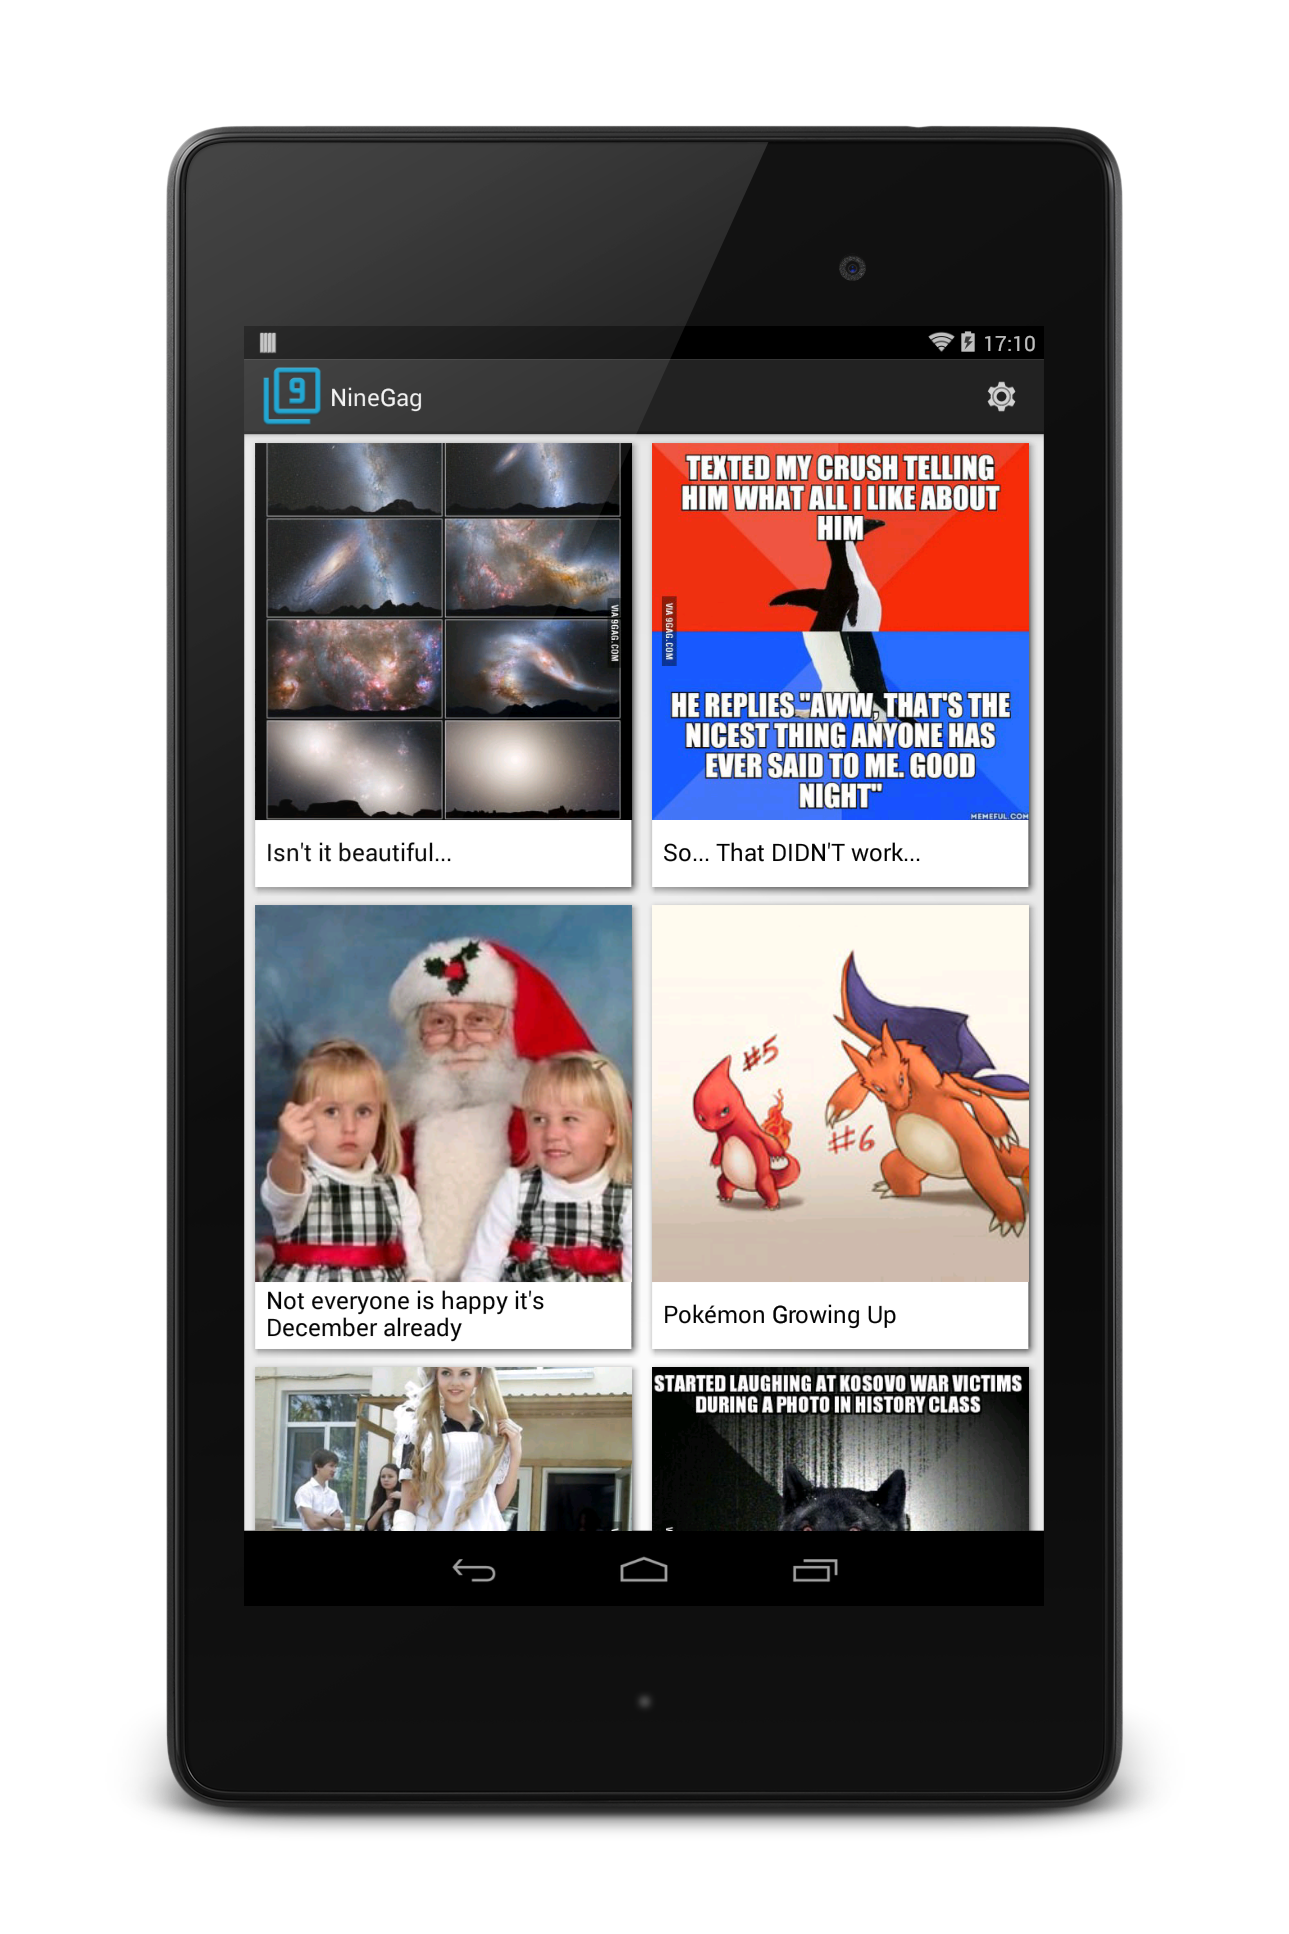 17:10
9
NineGag
VIA 9GAG.COM
Isn't it beautiful...
TEXTED MY CRUSH TELLING
HIM WHAT ALL I LIKE ABOUT
HIM
VIA 9GAG.COM
HE REPLIES "AWW, THAT'S THE
NICEST THING ANYONE HAS
EVER SAID TO ME. GOOD
NIGHT"
MEMEFUL.COM
So... That DIDN'T work...
Not everyone is happy it's
December already
#5
#6
Pokémon Growing Up
STARTED LAUGHING AT KOSOVO WAR VICTIMS
DURING A PHOTO IN HISTORY CLASS